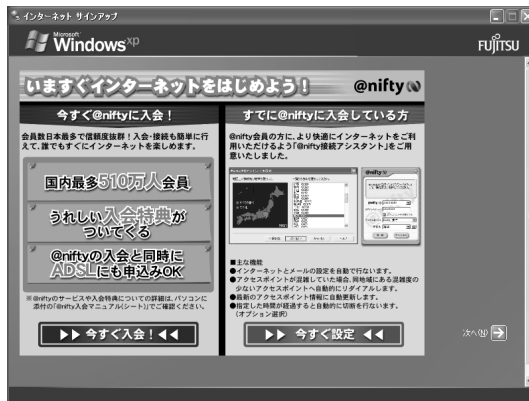 インターネット サインアップ
Microsoft
Windows xp
FUJITSU
いますぐインターネットをはじめよう!
@nifty
今すぐ@niftyに入会!
会員数日本最多で信頼度抜群!入会・接続も簡単に行
えて、誰でもすぐにインターネットを楽しめます。
国内最多510万人会員
うれしい入会特典が
ついてくる
@niftyの入会と同時に
ADSLにも申込みOK
※@niftyのサービスや入会特典についての詳細は、パソコンに
添付の「@nifty入会マニュアル(シート)」でご確認ください。
▶▶ 今すぐ入会! ◀◀
すでに@niftyに入会している方
@nifty会員の方に、より快適にインターネットをご利
用いただけるよう「@nifty接続アシスタント」をご用
意いたしました。
@nifty
■主な機能
●インターネットとメールの設定を自動で行ないます。
●アクセスポイントが混雑していた場合、同地域にある混雑度の
少ないアクセスポイントへ自動的にリダイアルします。
●最新のアクセスポイント情報に自動更新します。
●指定した時間が経過すると自動的に切断を行ないます。
(オプション選択)
▶▶ 今すぐ設定 ◀◀
次へ(N)